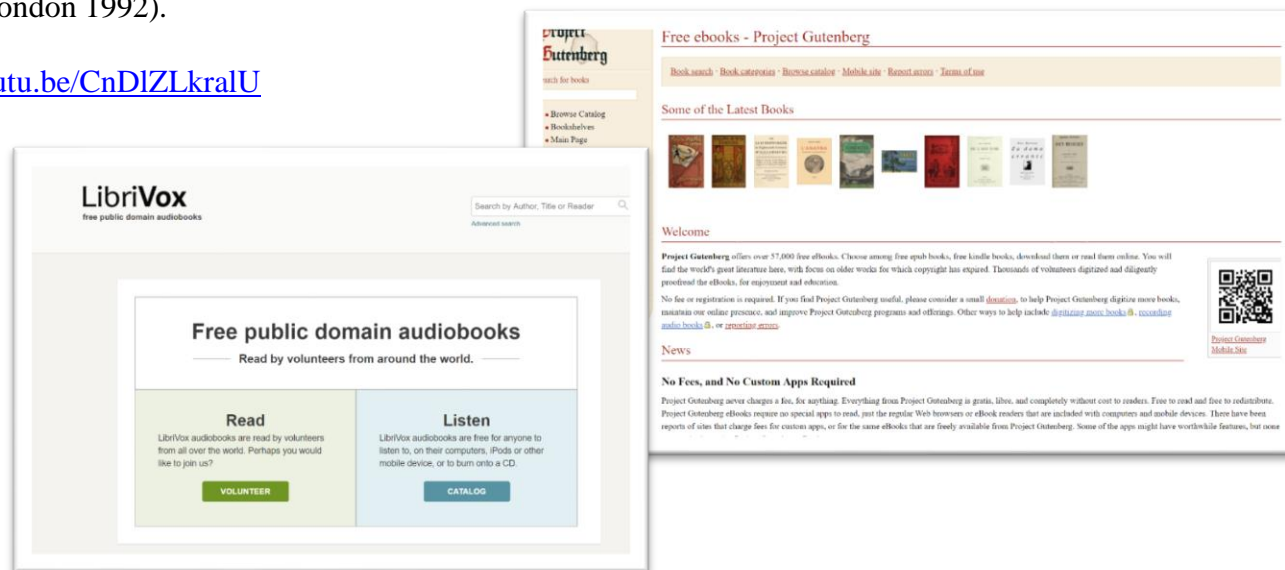 ondon 1992).
utu.be/CnDlZLkralU
LibriVox
free public domain audiobooks
Search by Author, Title or Reader
Advanced search
Free public domain audiobooks
Read by volunteers from around the world.
Read
LibriVox audiobooks are read by volunteers
from all over the world. Perhaps you would
like to join us?
VOLUNTEER
Listen
LibriVox audiobooks are free for anyone to
listen to, on their computers, iPods or other
mobile device, or to burn onto a CD.
CATALOG
Project
Gutenberg
search for books
Browse Catalog
Bookshelves
Main Page
Free ebooks - Project Gutenberg
Book search · Book categories · Browse catalog · Mobile site · Report errors · Terms of use
Some of the Latest Books
Welcome
Project Gutenberg offers over 57,000 free eBooks. Choose among free epub books, free kindle books, download them or read them online. You will
find the world's great literature here, with focus on older works for which copyright has expired. Thousands of volunteers digitized and diligently
proofread the eBooks, for enjoyment and education.
No fee or registration is required. If you find Project Gutenberg useful, please consider a small donation, to help Project Gutenberg digitize more books,
maintain our online presence, and improve Project Gutenberg programs and offerings. Other ways to help include digitizing more books, recording
audio books, or reporting errors.
Project Gutenberg
Mobile Site
News
No Fees, and No Custom Apps Required
Project Gutenberg never charges a fee, for anything. Everything from Project Gutenberg is gratis, libre, and completely without cost to readers. Free to read and free to redistribute.
Project Gutenberg eBooks require no special apps to read, just the regular Web browsers or eBook readers that are included with computers and mobile devices. There have been
reports of sites that charge fees for custom apps, or for the same eBooks that are freely available from Project Gutenberg. Some of the apps might have worthwhile features, but none